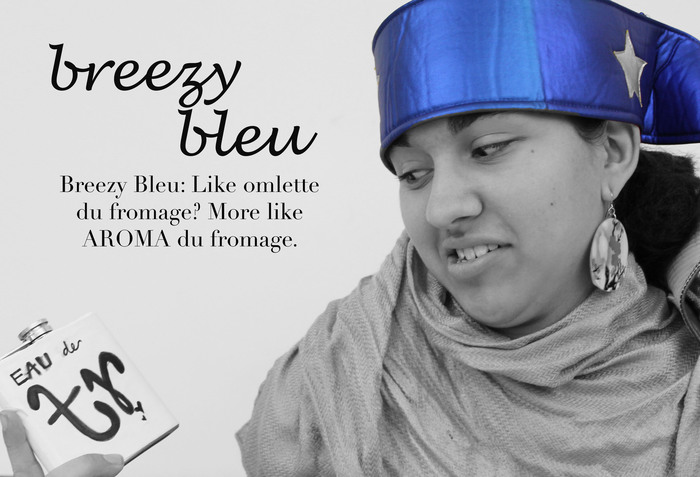 breezy
bleu
Breezy Bleu: Like omlette
du fromage? More like
AROMA du fromage.
EAU de